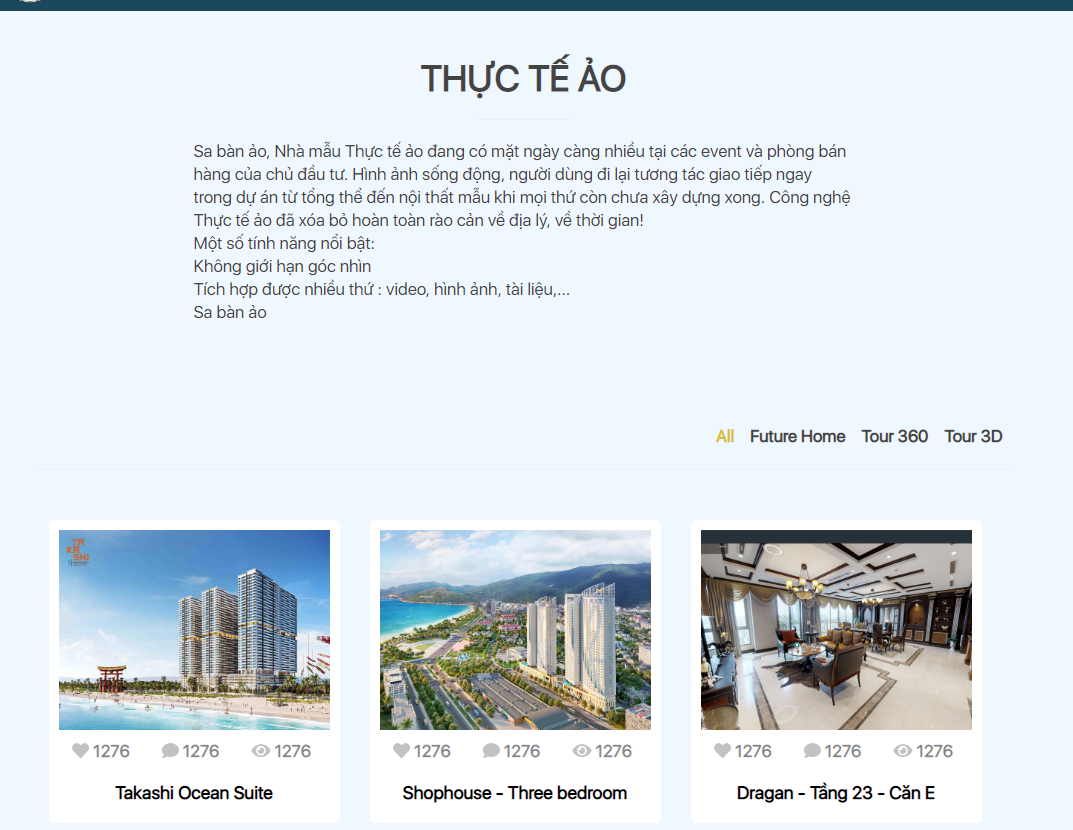 THỰC TẾ ẢO
Sa bàn ảo, Nhà mẫu Thực tế ảo đang có mặt ngày càng nhiều tại các event và phòng bán
hàng của chủ đầu tư. Hình ảnh sống động, người dùng đi lại tương tác giao tiếp ngay
trong dự án từ tổng thể đến nội thất mẫu khi mọi thứ còn chưa xây dựng xong. Công nghệ
Thực tế ảo đã xóa bỏ hoàn toàn rào cản về địa lý, về thời gian!
Một số tính năng nổi bật:
Không giới hạn góc nhìn
Tích hợp được nhiều thứ : video, hình ảnh, tài liệu,...
Sa bàn ảo
All Future Home Tour 360 Tour 3D
TA
KA
SHI
1276 1276 1276
Takashi Ocean Suite
1276 1276 1276
Shophouse - Three bedroom
1276 1276 1276
Dragan - Tầng 23 - Căn E